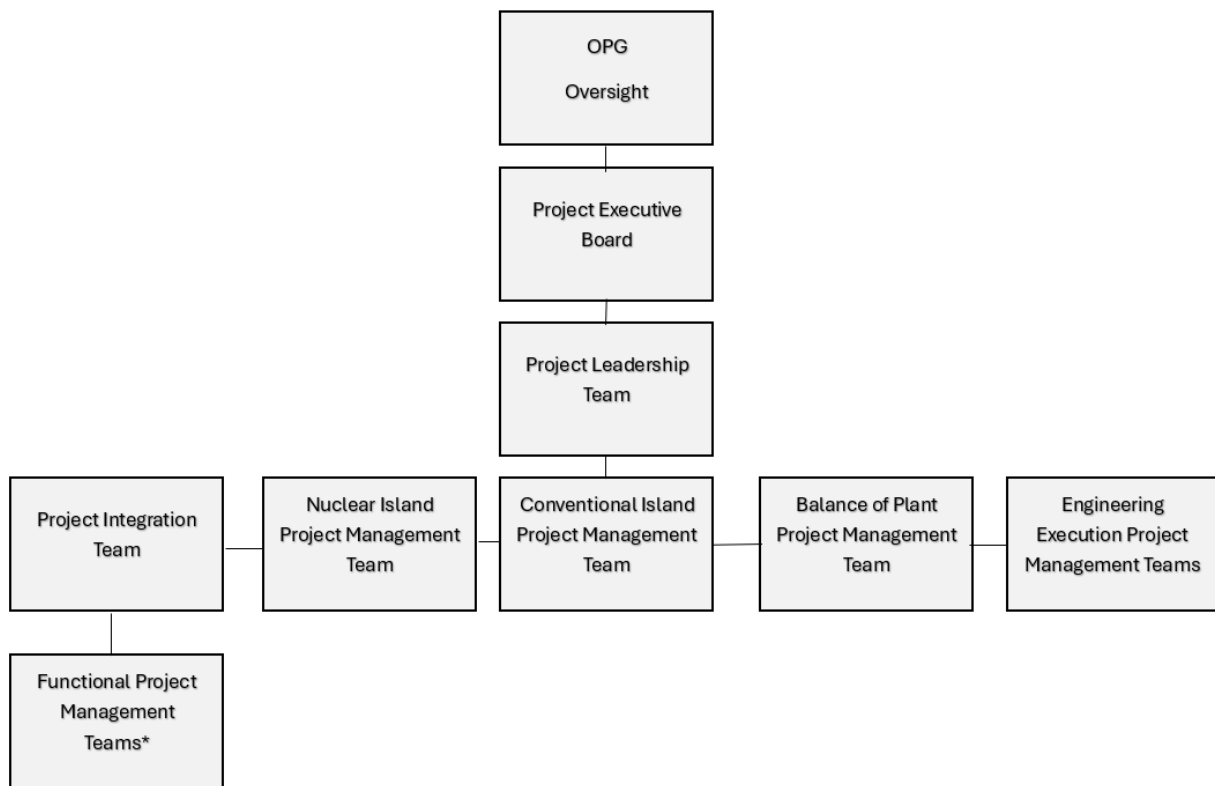 OPG
Oversight
Project Executive
Board
Project Leadership
Team
Project Integration
Team
Nuclear Island
Project Management
Team
Conventional Island
Project Management
Team
Balance of Plant
Project Management
Team
Engineering
Execution Project
Management Teams
Functional Project
Management
Teams*